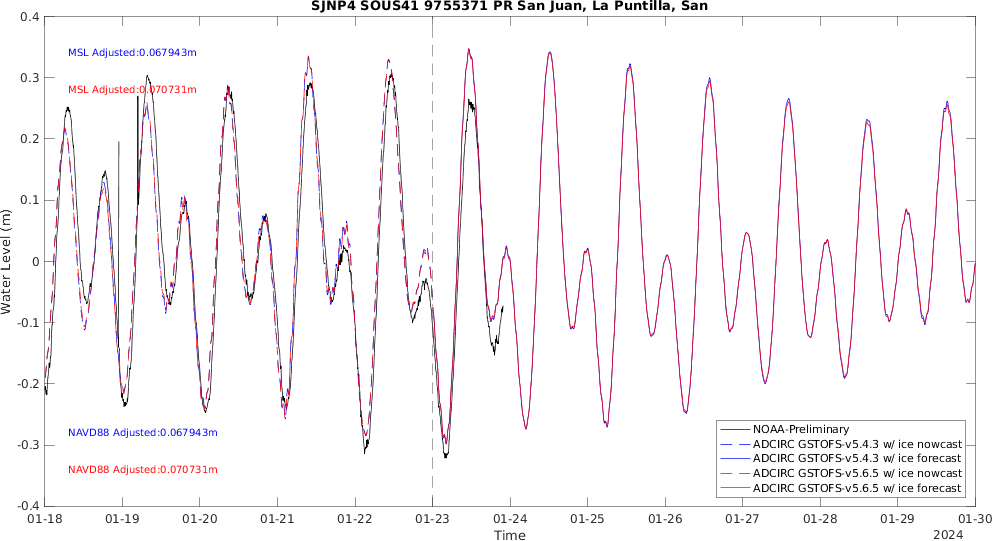 SJNP4 SOUS41 9755371 PR San Juan, La Puntilla, San
0.4
0.3
0.2
0.1
0
-0.1
-0.2
-0.3
-0.4
Water Level (m)
MSL Adjusted:0.067943m
MSL Adjusted:0.070731m
NAVD88 Adjusted:0.067943m
NAVD88 Adjusted:0.070731m
NOAA-Preliminary
ADCIRC GSTOFS-v5.4.3 w/ ice nowcast
ADCIRC GSTOFS-v5.4.3 w/ ice forecast
ADCIRC GSTOFS-v5.6.5 w/ ice nowcast
ADCIRC GSTOFS-v5.6.5 w/ ice forecast
01-18 01-19 01-20 01-21 01-22 01-23 01-24 01-25 01-26 01-27 01-28 01-29 01-30
Time
2024